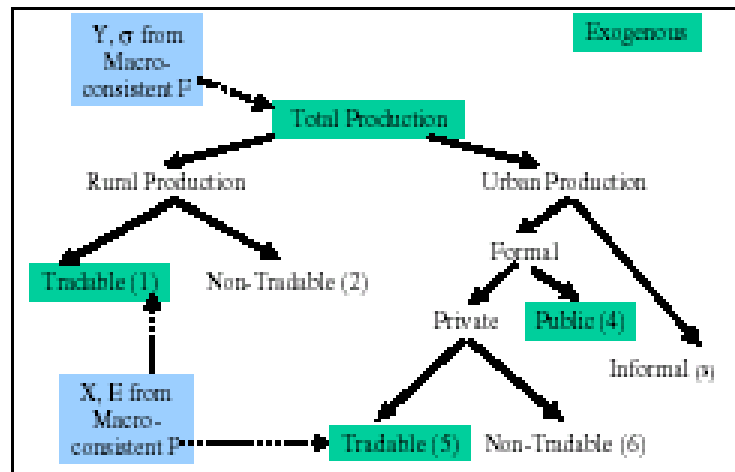 Y, σ from
Macro-
consistent F
Exogenous
Total Production
Rural Production
Urban Production
Formal
Tradable (1)
Non-Tradable (2)
Private
Public (4)
Informal
X, E from
Macro-
consistent F
Tradable (5)
Non-Tradable (6)